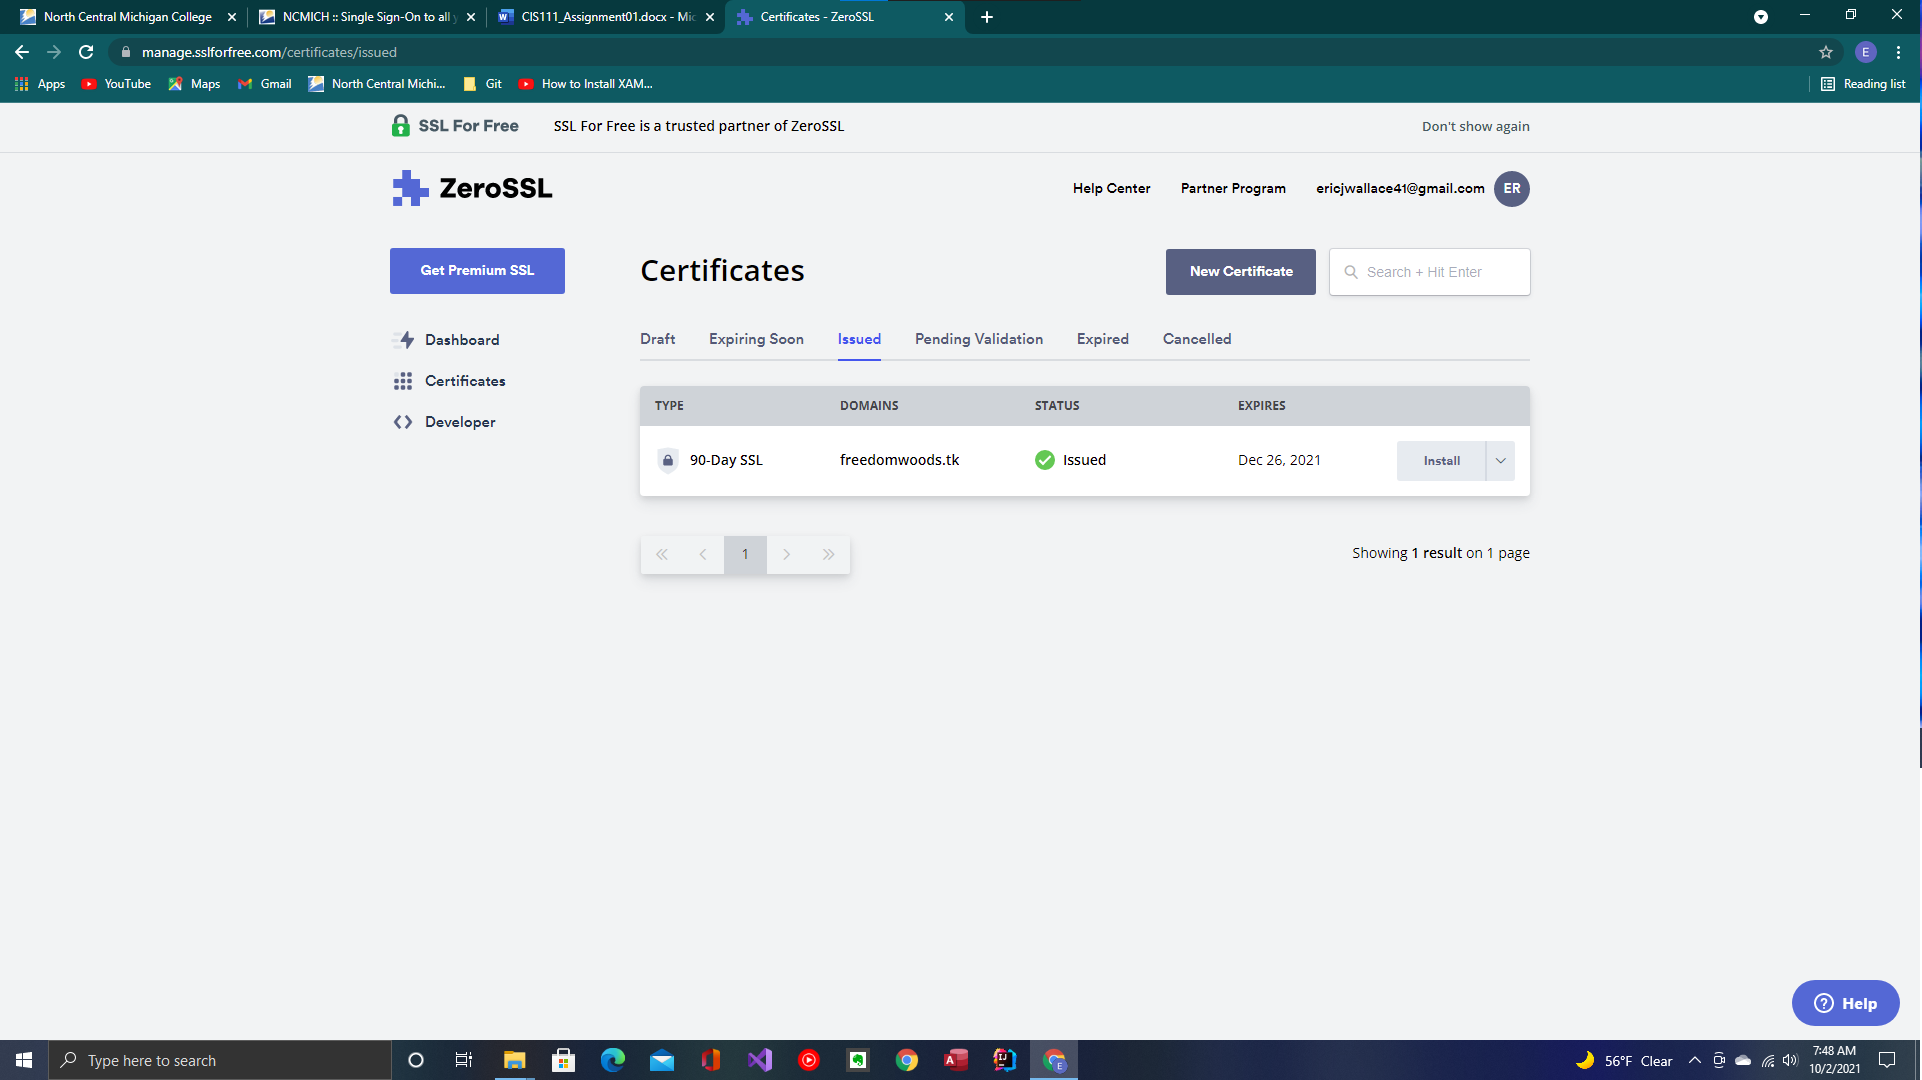 North Central Michigan College
NCMICH :: Single Sign-On to all y
CIS111_Assignment01.docx - Mic
Certificates - ZeroSSL
manage.sslforfree.com/certificates/issued
E
Apps
YouTube
Maps
Gmail
North Central Michi...
Git
How to Install XAM...
Reading list
SSL For Free
SSL For Free is a trusted partner of ZeroSSL
Don't show again
ZeroSSL
Help Center
Partner Program
ericjwallace41@gmail.com
ER
Get Premium SSL
Certificates
New Certificate
Search + Hit Enter
Dashboard
Certificates
Developer
Draft
Expiring Soon
Issued
Pending Validation
Expired
Cancelled
TYPE DOMAINS STATUS EXPIRES
90-Day SSL freedomwoods.tk Issued Dec 26, 2021 Install
1
Showing 1 result on 1 page
Help
Type here to search
56°F Clear
7:48 AM
10/2/2021